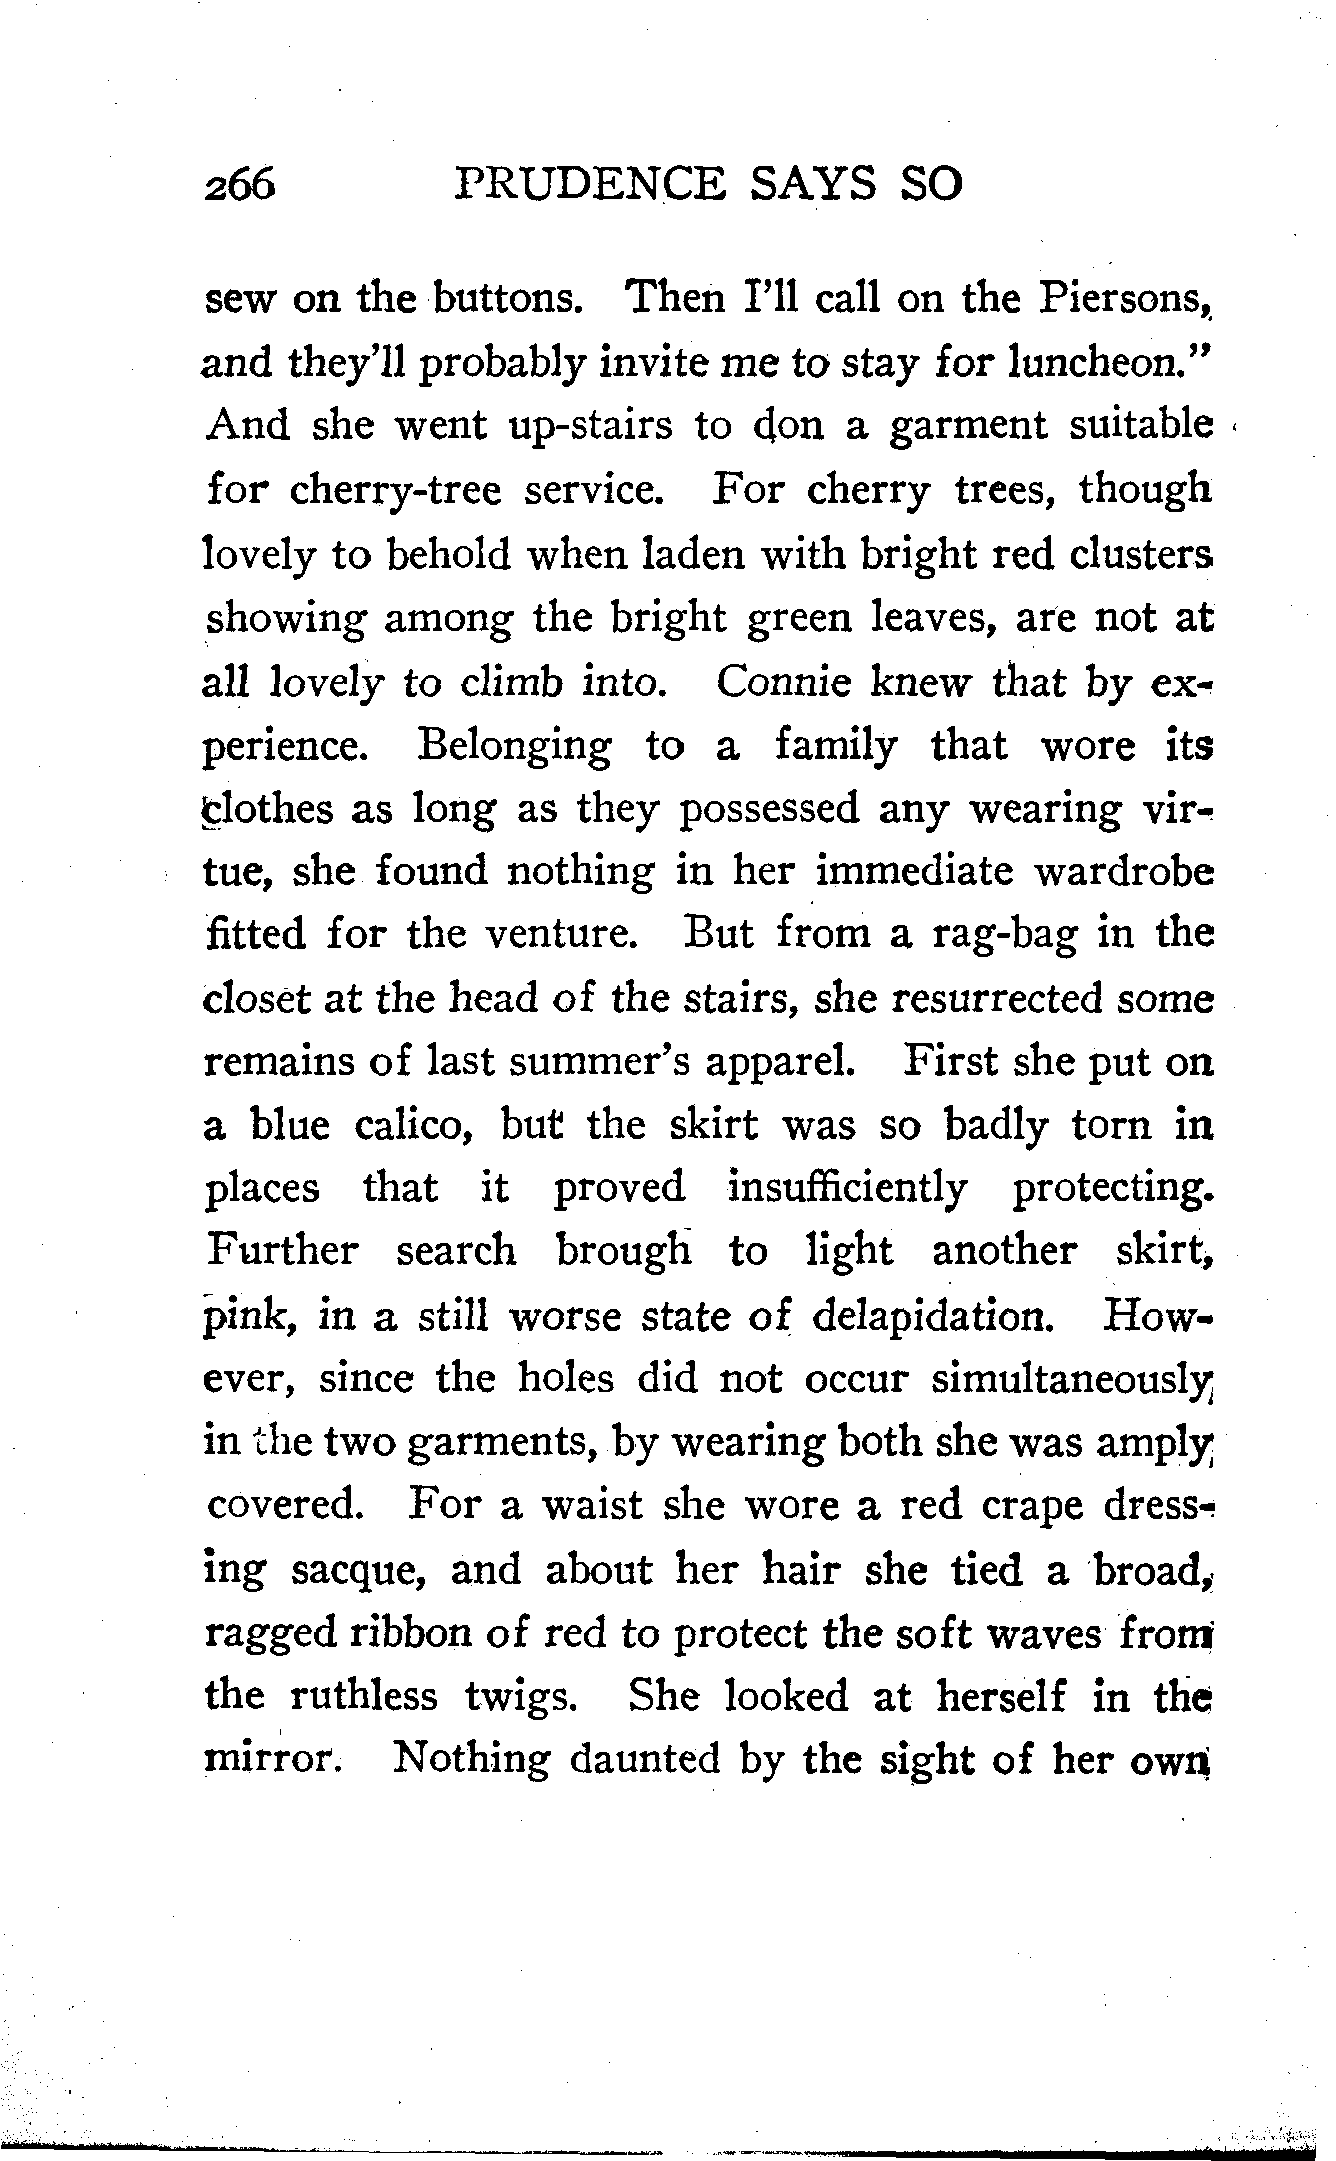 266 PRUDENCE SAYS SO
sew on the buttons. Then I'll call on the Piersons,
and they'll probably invite me to stay for luncheon."
And she went up-stairs to don a garment suitable
for cherry-tree service. For cherry trees, though
lovely to behold when laden with bright red clusters
showing among the bright green leaves, are not at
all lovely to climb into. Connie knew that by ex-
perience. Belonging to a family that wore its
clothes as long as they possessed any wearing vir-
tue, she found nothing in her immediate wardrobe
fitted for the venture. But from a rag-bag in the
closet at the head of the stairs, she resurrected some
remains of last summer's apparel. First she put on
a blue calico, but the skirt was so badly torn in
places that it proved insufficiently protecting.
Further search brough to light another skirt,
pink, in a still worse state of delapidation. How-
ever, since the holes did not occur simultaneously
in the two garments, by wearing both she was amply
covered. For a waist she wore a red crape dress-
ing sacque, and about her hair she tied a broad,
ragged ribbon of red to protect the soft waves from
the ruthless twigs. She looked at herself in the
mirror. Nothing daunted by the sight of her own